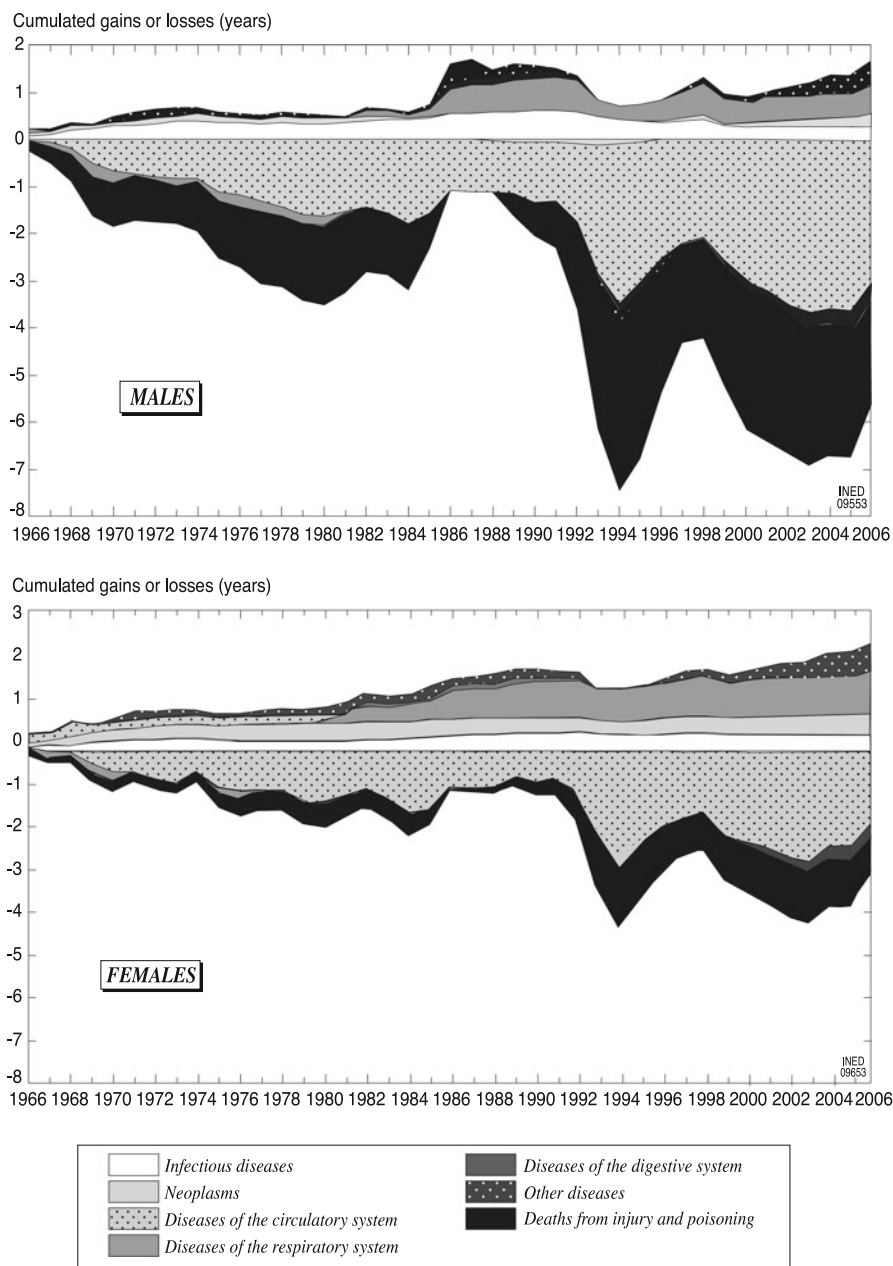 Cumulated gains or losses (years)
2
1
0
-1
-2
-3
-4
-5
-6
-7
-8
MALES
INED
09553
1966 1968 1970 1972 1974 1976 1978 1980 1982 1984 1986 1988 1990 1992 1994 1996 1998 2000 2002 2004 2006
Cumulated gains or losses (years)
3
2
1
0
-1
-2
-3
-4
-5
-6
-7
-8
FEMALES
INED
09653
1966 1968 1970 1972 1974 1976 1978 1980 1982 1984 1986 1988 1990 1992 1994 1996 1998 2000 2002 2004 2006
Infectious diseases
Neoplasms
Diseases of the circulatory system
Diseases of the respiratory system
Diseases of the digestive system
Other diseases
Deaths from injury and poisoning